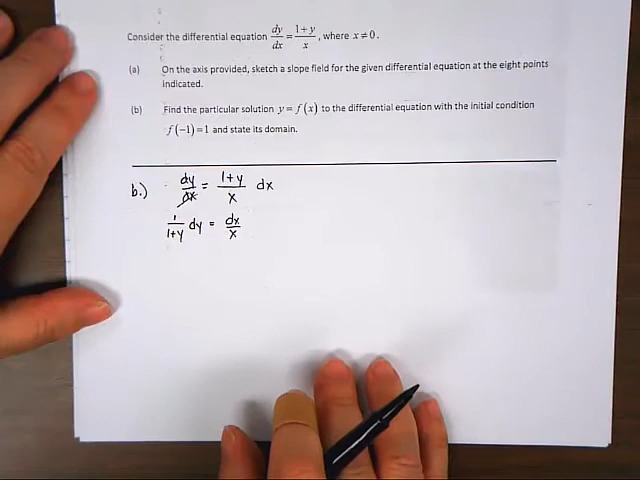 Consider the differential equation dy/dx = 1+y/x, where x≠0.
(a) On the axis provided, sketch a slope field for the given differential equation at the eight points
indicated.
(b) Find the particular solution y=f(x) to the differential equation with the initial condition
f(−1)=1 and state its domain.
b.) dy/dx = 1+y/x dx
1/1+y dy = dx/x